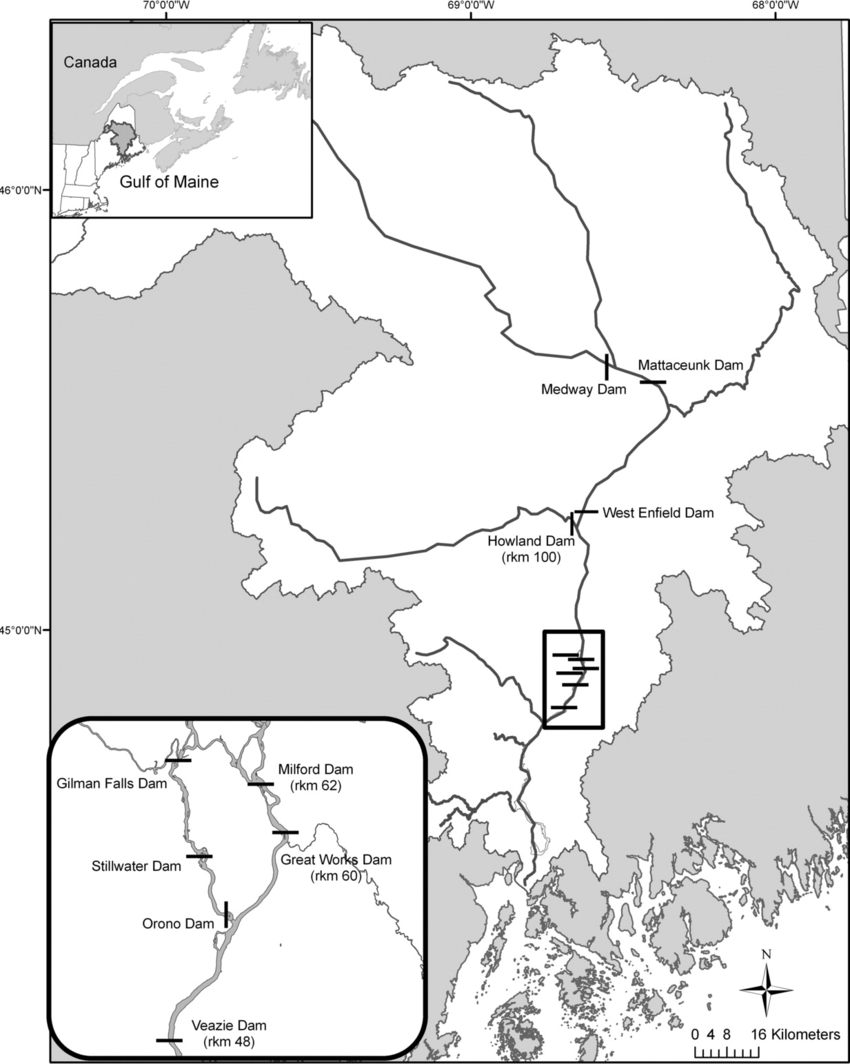 70°0'0"W
69°0'0"W
68°0'0"W
Canada
Gulf of Maine
46°0'0"N
Mattaceunk Dam
Medway Dam
West Enfield Dam
Howland Dam
(rkm 100)
45°0'0"N
Gilman Falls Dam
Milford Dam
(rkm 62)
Stillwater Dam
Great Works Dam
(rkm 60)
Orono Dam
Veazie Dam
(rkm 48)
N
0 4 8 16 Kilometers